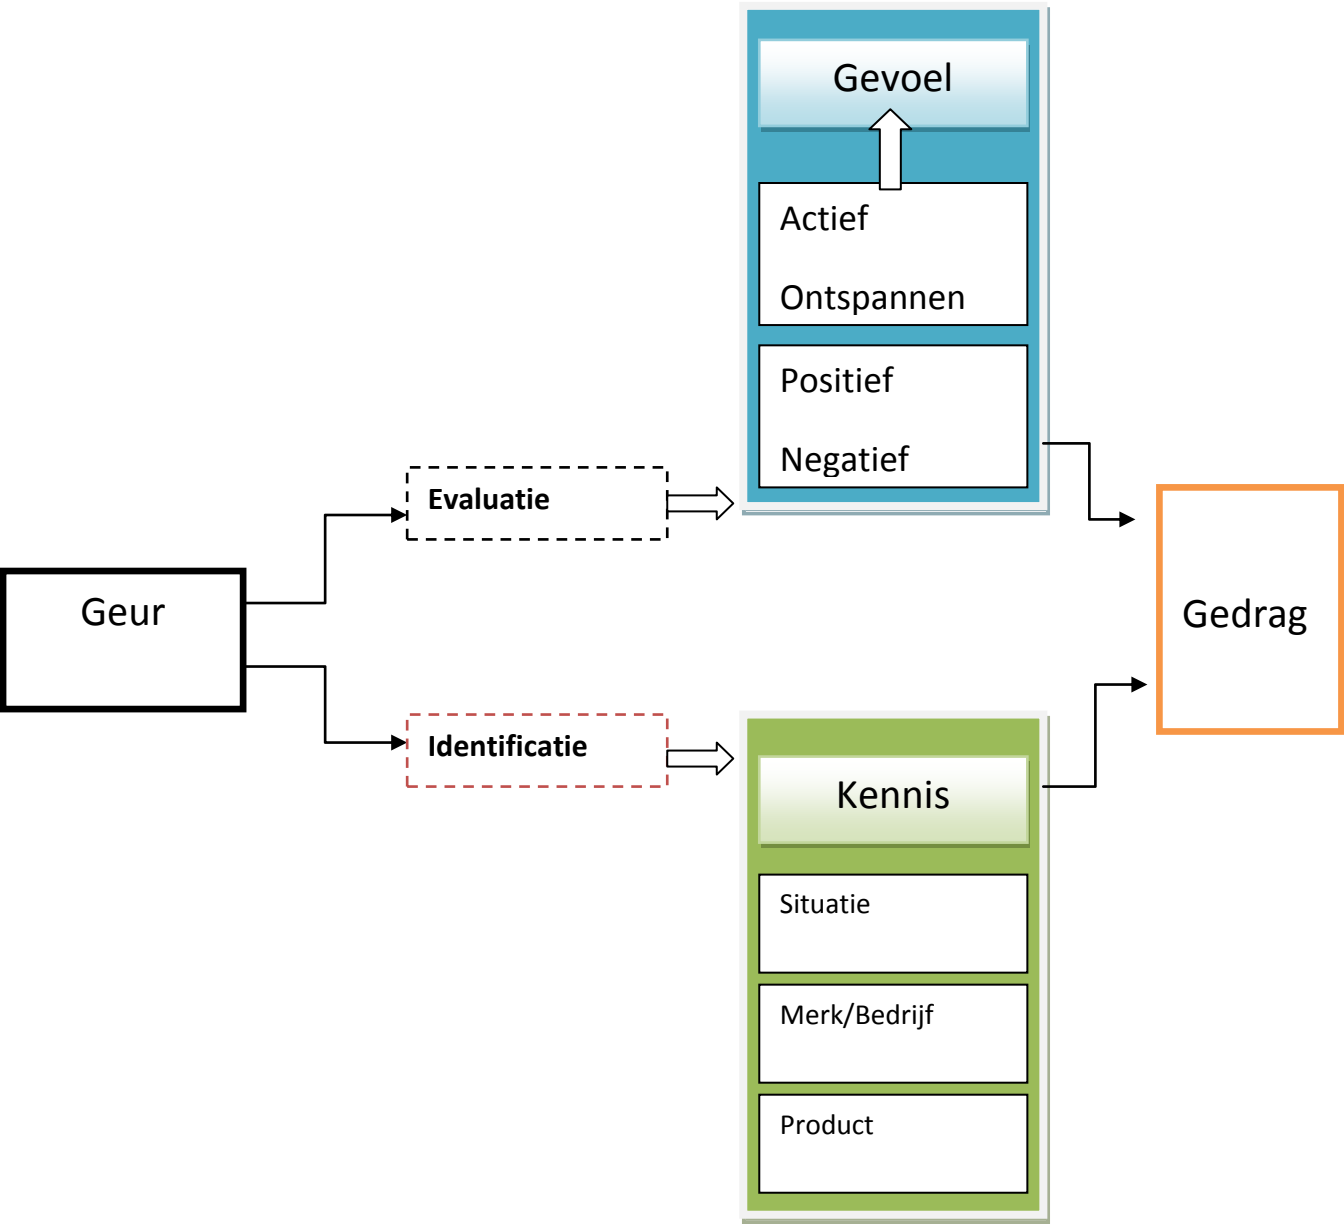 Gevoel
Actief
Ontspannen
Positief
Negatief
Evaluatie
Geur
Gedrag
Identificatie
Kennis
Situatie
Merk/Bedrijf
Product